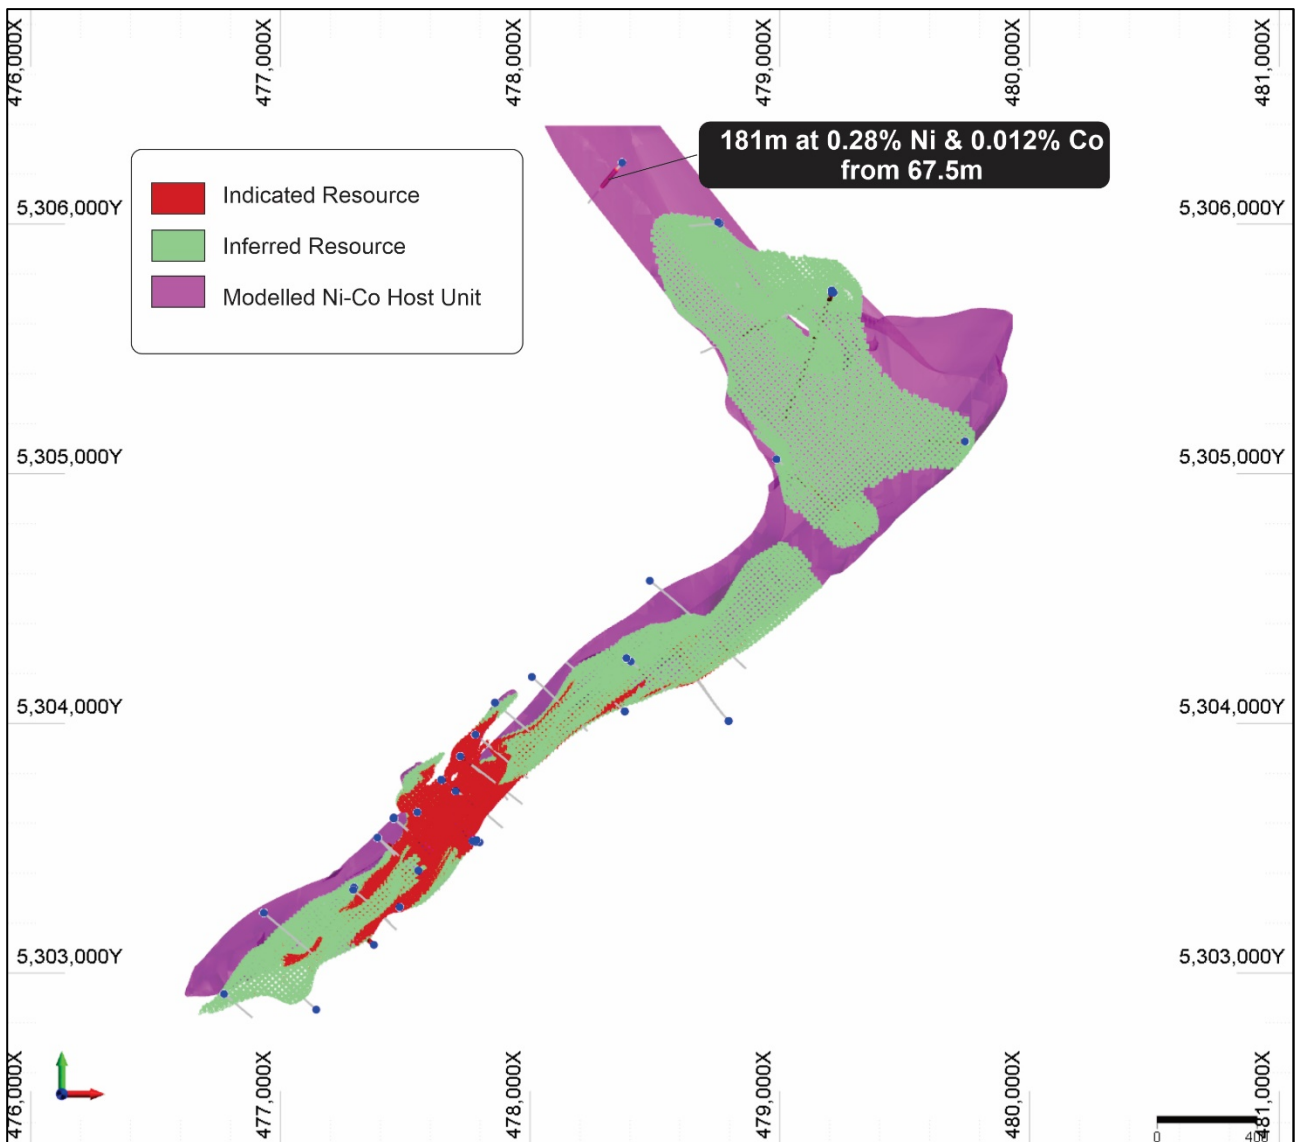 476,000X
477,000X
478,000X
479,000X
480,000X
481,000X
181m at 0.28% Ni & 0.012% Co
from 67.5m
Indicated Resource
Inferred Resource
Modelled Ni-Co Host Unit
5,306,000Y
5,306,000Y
5,305,000Y
5,305,000Y
5,304,000Y
5,304,000Y
5,303,000Y
5,303,000Y
476,000X
477,000X
478,000X
479,000X
480,000X
481,000X
0